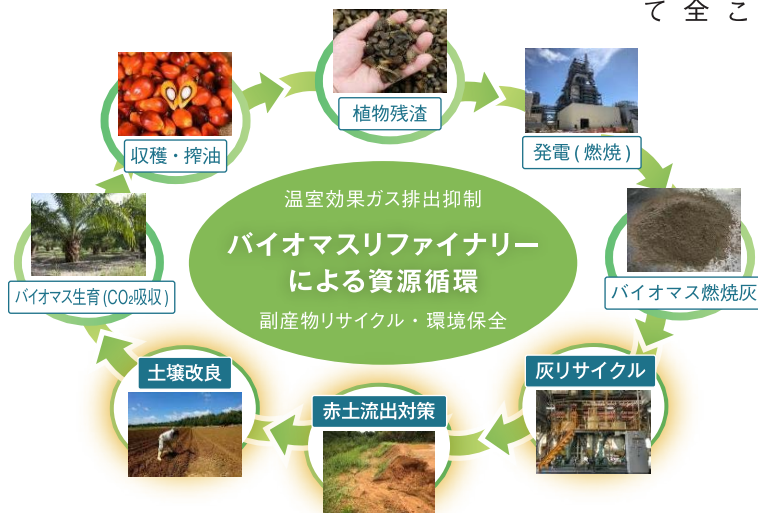 て 全 こ
植物残渣
収穫・搾油
発電(燃焼)
温室効果ガス排出抑制
バイオマスリファイナリー
による資源循環
副産物リサイクル・環境保全
バイオマス生育(CO₂吸収)
バイオマス燃焼灰
土壌改良
灰リサイクル
赤土流出対策